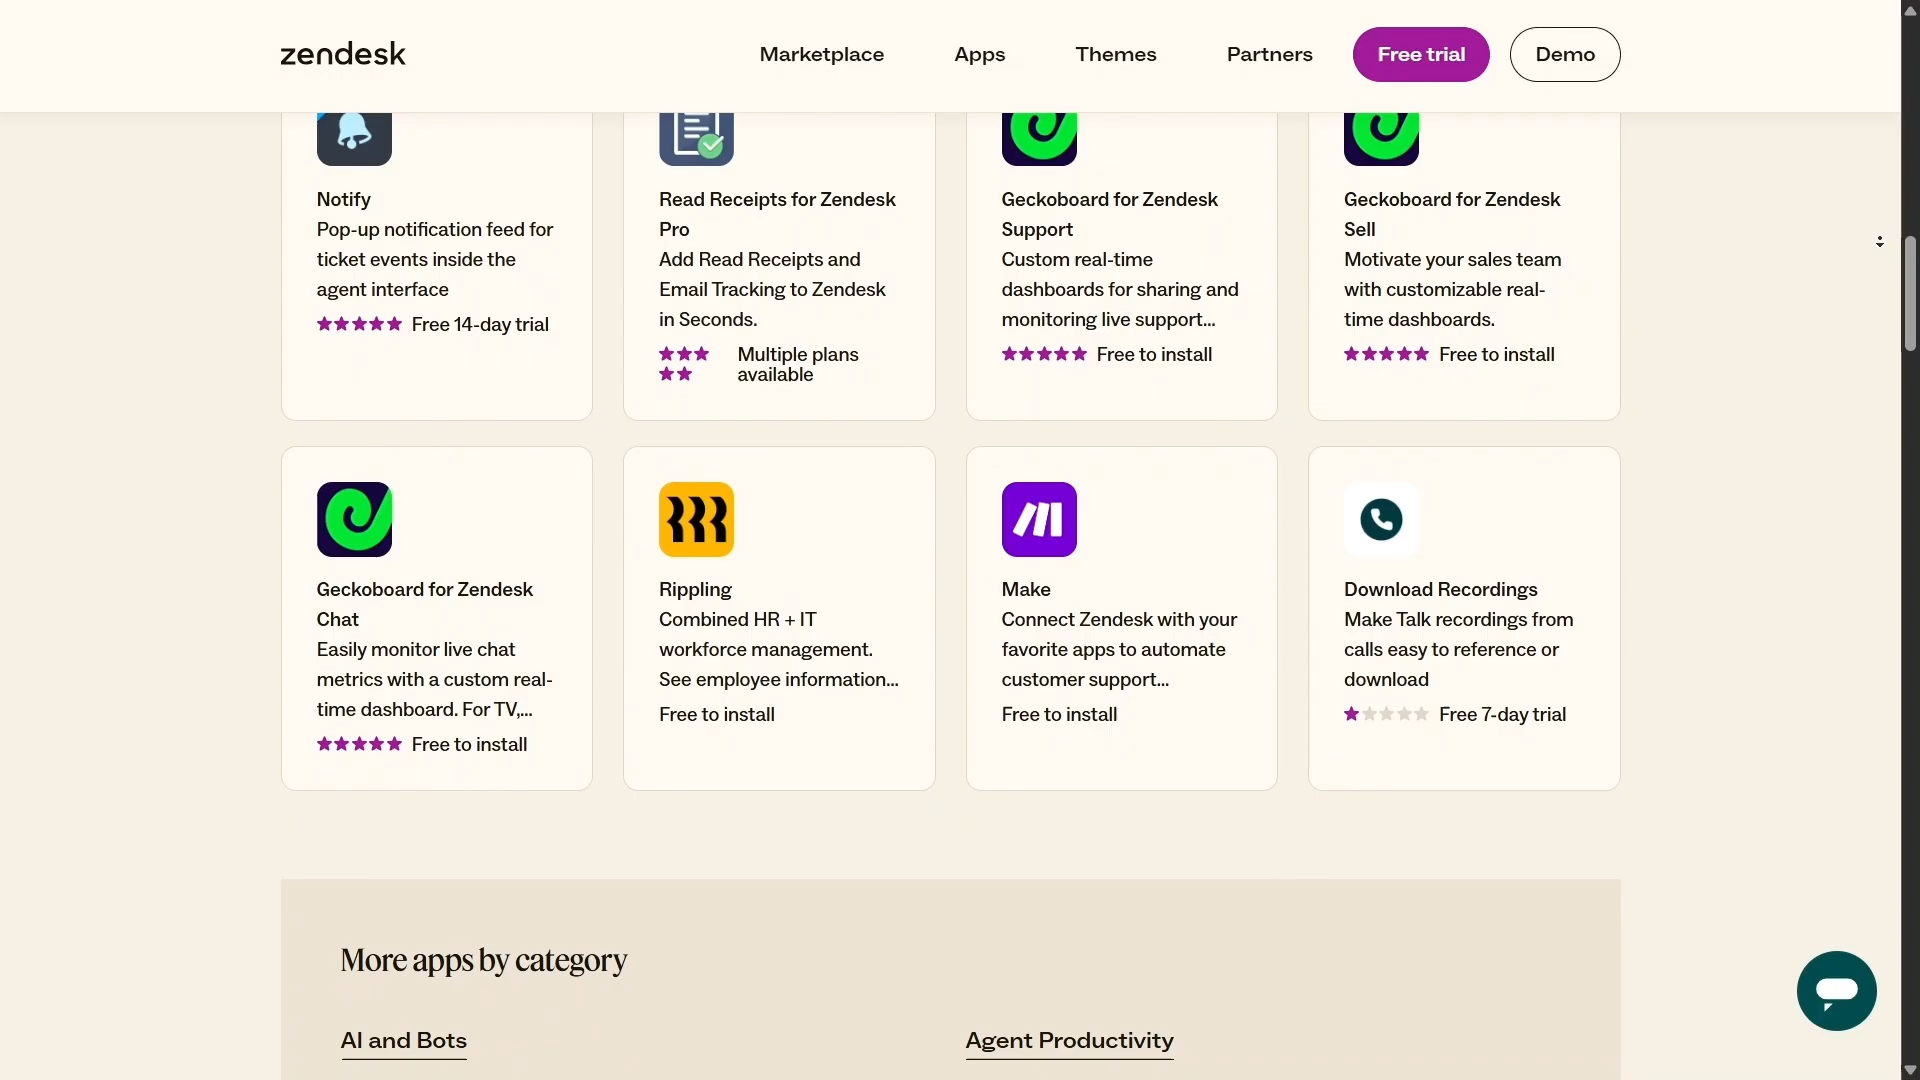 zendesk
Marketplace
Apps
Themes
Partners
Free trial
Demo
Notify
Pop-up notification feed for
ticket events inside the
agent interface
Free 14-day trial
Read Receipts for Zendesk
Pro
Add Read Receipts and
Email Tracking to Zendesk
in Seconds.
Multiple plans
available
Geckoboard for Zendesk
Support
Custom real-time
dashboards for sharing and
monitoring live support...
Free to install
Geckoboard for Zendesk
Sell
Motivate your sales team
with customizable real-
time dashboards.
Free to install
Geckoboard for Zendesk
Chat
Easily monitor live chat
metrics with a custom real-
time dashboard. For TV,...
Free to install
Rippling
Combined HR + IT
workforce management.
See employee information...
Free to install
Make
Connect Zendesk with your
favorite apps to automate
customer support...
Free to install
Download Recordings
Make Talk recordings from
calls easy to reference or
download
Free 7-day trial
More apps by category
AI and Bots
Agent Productivity